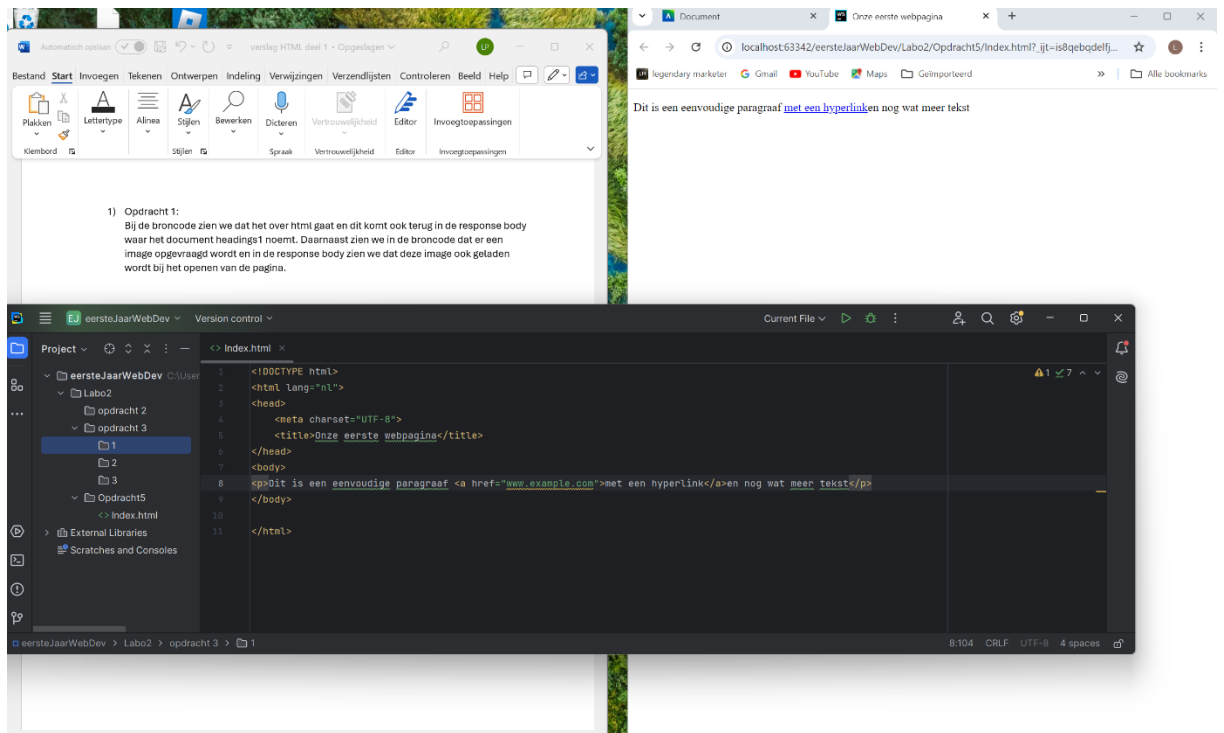 Automatisch opslaan
verslag HTML deel 1 • Opgeslagen
LP
Bestand Start Invoegen Tekenen Ontwerpen Indeling Verwijzingen Verzendlijsten Controleren Beeld Help
Plakken
Lettertype
Alinea
Stijlen
Bewerken
Dicteren
Vertrouwelijkheid
Editor
Invoegtoepassingen
Klembord
Stijlen
Spraak
Vertrouwelijkheid
Editor
Invoegtoepassingen
1) Opdracht 1:
Bij de broncode zien we dat het over html gaat en dit komt ook terug in de response body
waar het document headings1 noemt. Daarnaast zien we in de broncode dat er een
image opgevraagd wordt en in de response body zien we dat deze image ook geladen
wordt bij het openen van de pagina.
Document
Onze eerste webpagina
localhost:63342/eersteJaarWebDev/Labo2/Opdracht5/Index.html?_ijt=is8qebqdelfj...
L
legendary marketer Gmail YouTube Maps Geïmporteerd » Alle bookmarks
Dit is een eenvoudige paragraaf met een hyperlinken nog wat meer tekst
EJ eersteJaarWebDev Version control
Current File
Project
Index.html
eersteJaarWebDev C:\User
Labo2
opdracht 2
opdracht 3
1
2
3
Opdracht5
<> Index.html
External Libraries
Scratches and Consoles
1 <!DOCTYPE html>
2 <html lang="nl">
3 <head>
4 <meta charset="UTF-8">
5 <title>Onze eerste webpagina</title>
6 </head>
7 <body>
8 <p>Dit is een eenvoudige paragraaf <a href="www.example.com">met een hyperlink</a>en nog wat meer tekst</p>
9 </body>
10
11 </html>
1 7
eersteJaarWebDev > Labo2 > opdracht 3 > 1
8:104 CRLF UTF-8 4 spaces